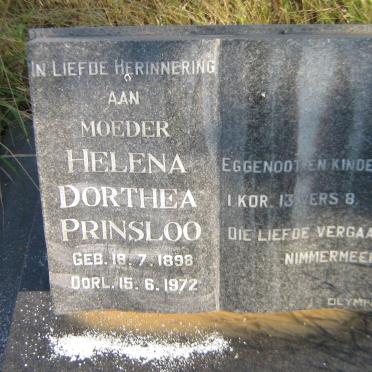 IN LIEFDE HERINNERING
AAN
MOEDER
HELENA
DORTHEA
PRINSLOO
GEB. 18. 7. 1898
OORL. 15. 6. 1972
EGGENOOT EN KINDE
I KOR. 13 VERS 8.
DIE LIEFDE VERGAA
NIMMERMEER
OLYMP